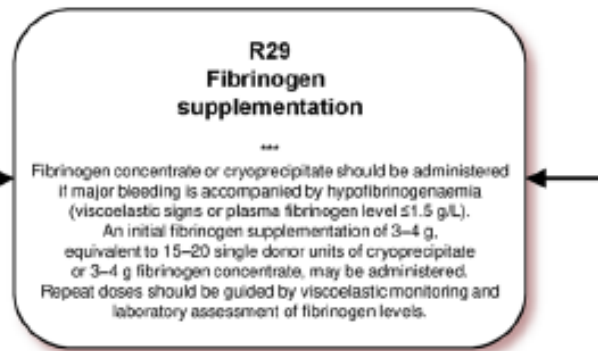 R29
Fibrinogen
supplementation
***
Fibrinogen concentrate or cryoprecipitate should be administered
if major bleeding is accompanied by hypofibrinogenaemia
(viscoelastic signs or plasma fibrinogen level ≤1.5 g/L).
An initial fibrinogen supplementation of 3–4 g,
equivalent to 15–20 single donor units of cryoprecipitate
or 3–4 g fibrinogen concentrate, may be administered.
Repeat doses should be guided by viscoelastic monitoring and
laboratory assessment of fibrinogen levels.